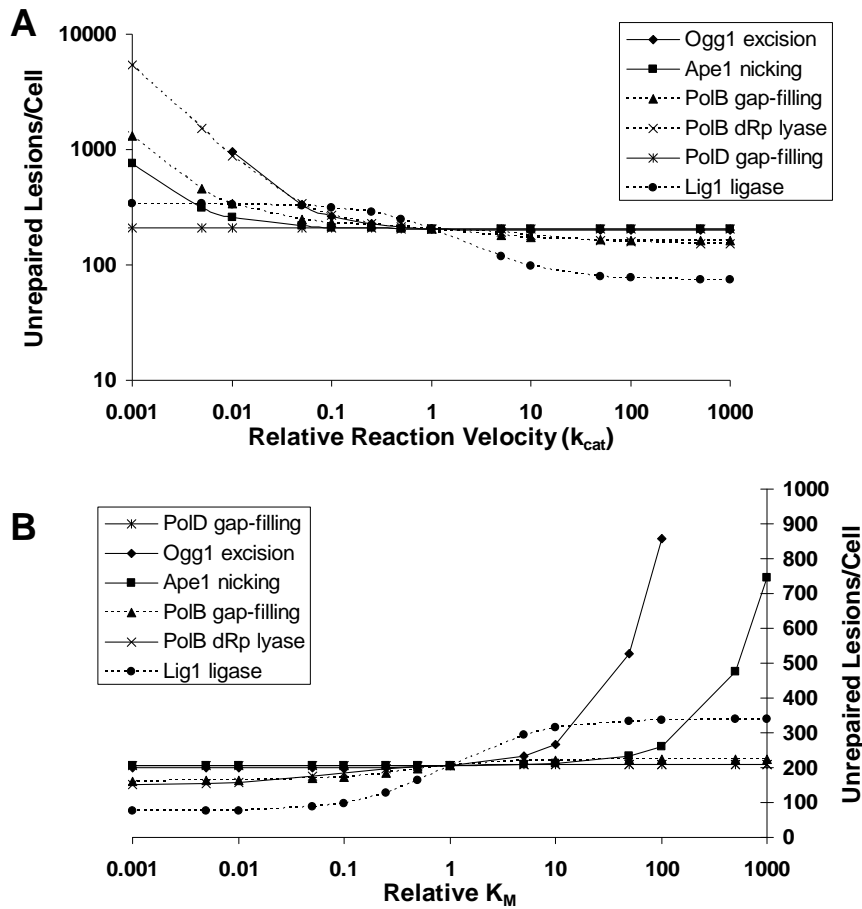 A
Unrepaired Lesions/Cell
10000
1000
100
10
0.001 0.01 0.1 1 10 100 1000
Relative Reaction Velocity (kcat)
Ogg1 excision
Ape1 nicking
PolB gap-filling
PolB dRp lyase
PolD gap-filling
Lig1 ligase
B
PolD gap-filling
Ogg1 excision
Ape1 nicking
PolB gap-filling
PolB dRp lyase
Lig1 ligase
1000
900
800
700
600
500
400
300
200
100
0
Unrepaired Lesions/Cell
0.001 0.01 0.1 1 10 100 1000
Relative KM